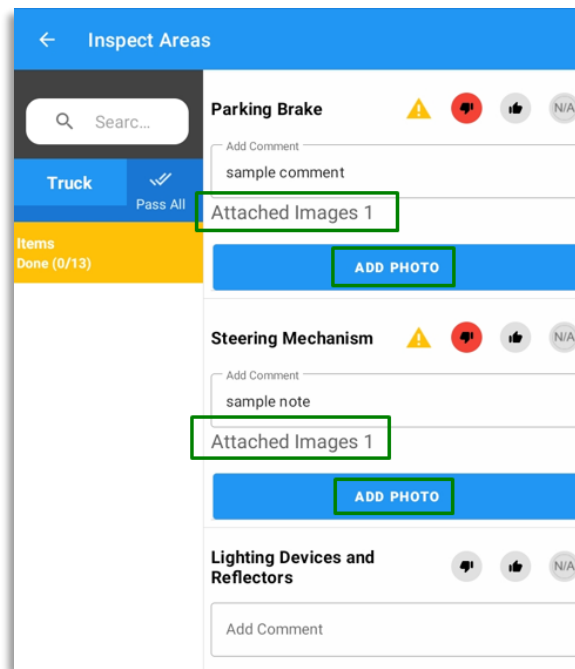 Inspect Areas
Searc...
Truck
Pass All
Items
Done (0/13)
Parking Brake
N/A
Add Comment
sample comment
Attached Images 1
ADD PHOTO
Steering Mechanism
N/A
Add Comment
sample note
Attached Images 1
ADD PHOTO
Lighting Devices and
Reflectors
N/A
Add Comment